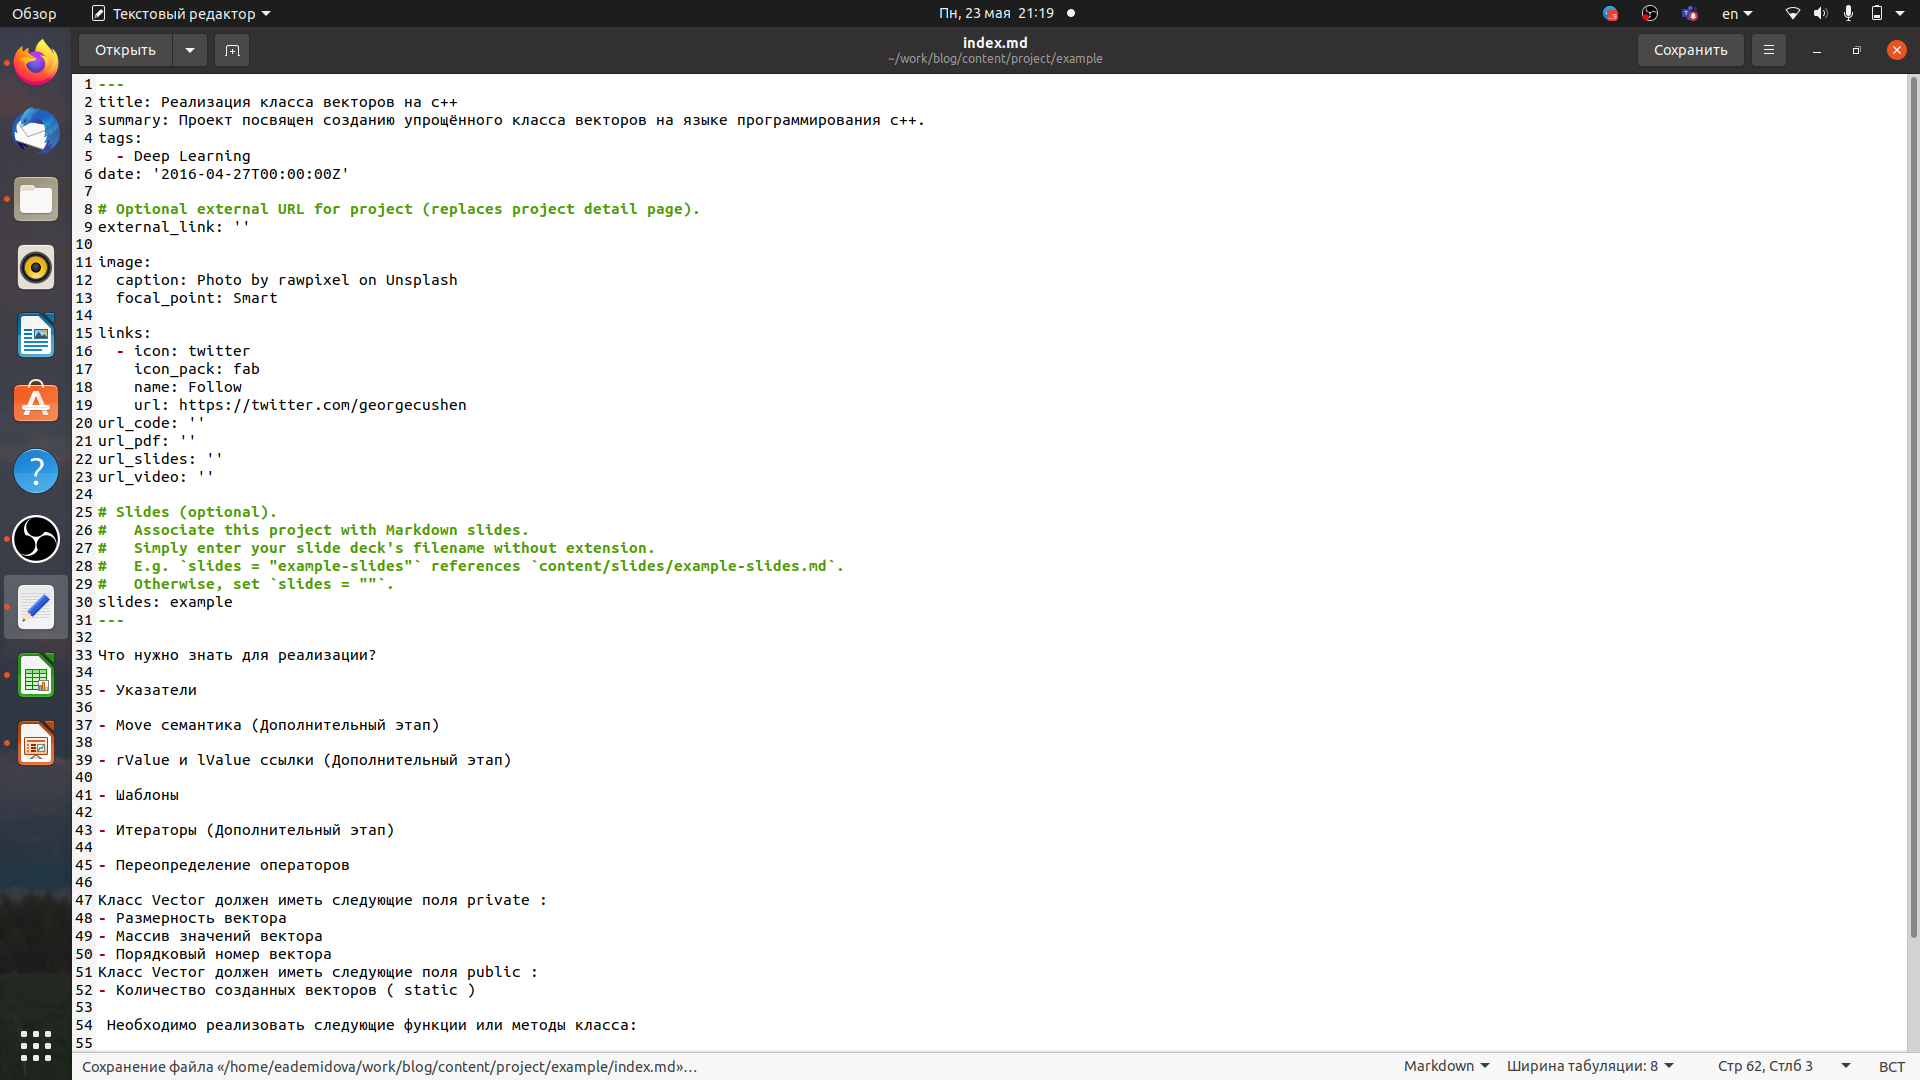 Обзор Текстовый редактор Пн, 23 мая 21:19 en
Открыть index.md Сохранить
~/work/blog/content/project/example
1 ---
2 title: Реализация класса векторов на с++
3 summary: Проект посвящен созданию упрощённого класса векторов на языке программирования с++.
4 tags:
5 - Deep Learning
6 date: '2016-04-27T00:00:00Z'
7
8 # Optional external URL for project (replaces project detail page).
9 external_link: ''
10
11 image:
12 caption: Photo by rawpixel on Unsplash
13 focal_point: Smart
14
15 links:
16 - icon: twitter
17 icon_pack: fab
18 name: Follow
19 url: https://twitter.com/georgecushen
20 url_code: ''
21 url_pdf: ''
22 url_slides: ''
23 url_video: ''
24
25 # Slides (optional).
26 # Associate this project with Markdown slides.
27 # Simply enter your slide deck's filename without extension.
28 # E.g. `slides = "example-slides"` references `content/slides/example-slides.md`.
29 # Otherwise, set `slides = ""`.
30 slides: example
31 ---
32
33 Что нужно знать для реализации?
34
35 - Указатели
36
37 - Move семантика (Дополнительный этап)
38
39 - rValue и lValue ссылки (Дополнительный этап)
40
41 - Шаблоны
42
43 - Итераторы (Дополнительный этап)
44
45 - Переопределение операторов
46
47 Класс Vector должен иметь следующие поля private :
48 - Размерность вектора
49 - Массив значений вектора
50 - Порядковый номер вектора
51 Класс Vector должен иметь следующие поля public :
52 - Количество созданных векторов ( static )
53
54 Необходимо реализовать следующие функции или методы класса:
55
Сохранение файла «/home/eademidova/work/blog/content/project/example/index.md»… Markdown Ширина табуляции: 8 Стр 62, Стлб 3 ВСТ